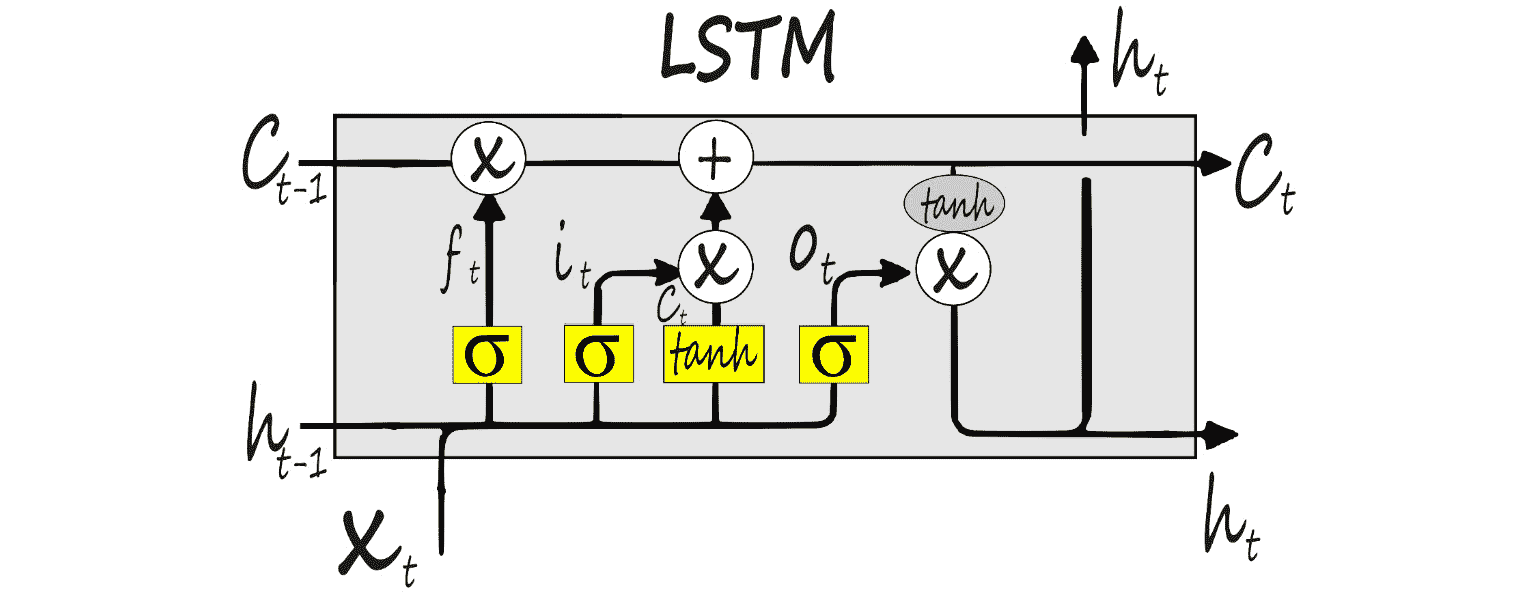 LSTM
h_t
C_{t-1}
x
+
C_t
tanh
f_t
i_t
x
O_t
x
C_t
σ
σ
tanh
σ
h_{t-1}
x_t
h_t